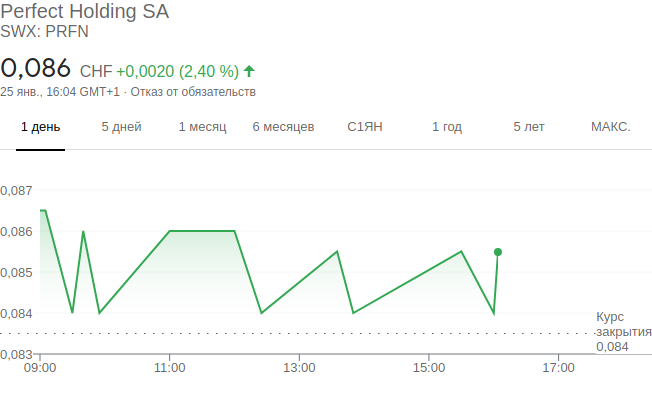 Perfect Holding SA
SWX: PRFN
0,086 CHF +0,0020 (2,40 %)
25 янв., 16:04 GMT+1 · Отказ от обязательств
1 день 5 дней 1 месяц 6 месяцев С1ЯН 1 год 5 лет МАКС.
0,087
0,086
0,085
0,084
Курс
закрытия
0,084
0,083
09:00 11:00 13:00 15:00 17:00